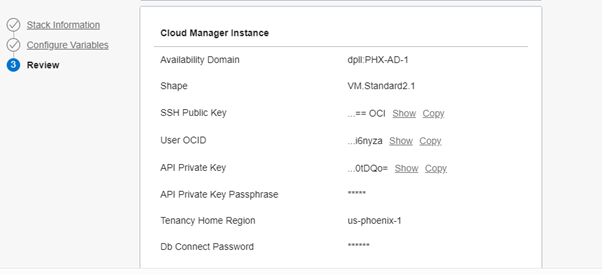 Stack Information
Configure Variables
3 Review
Cloud Manager Instance
Availability Domain dpll:PHX-AD-1
Shape VM.Standard2.1
SSH Public Key ...== OCI Show Copy
User OCID ...i6nyza Show Copy
API Private Key ...0tDQo= Show Copy
API Private Key Passphrase *****
Tenancy Home Region us-phoenix-1
Db Connect Password ******